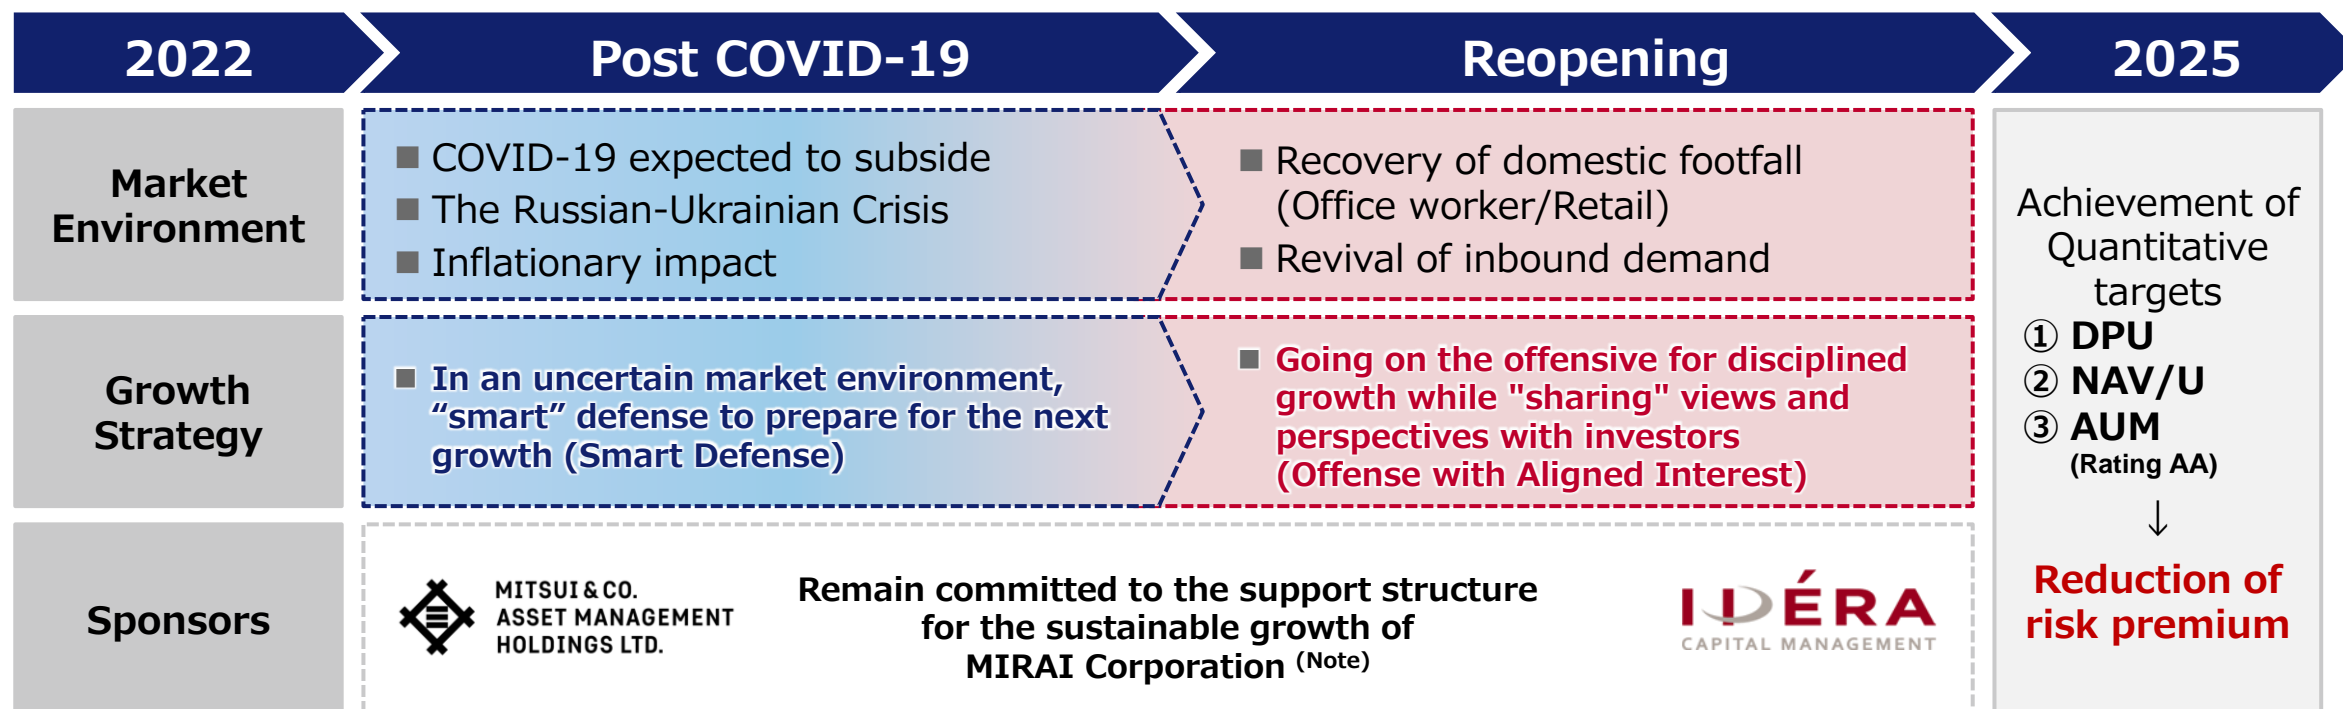 2022
Post COVID-19
Reopening
2025
Market
Environment
■ COVID-19 expected to subside
■ The Russian-Ukrainian Crisis
■ Inflationary impact
■ Recovery of domestic footfall
(Office worker/Retail)
■ Revival of inbound demand
Growth
Strategy
■ In an uncertain market environment,
“smart” defense to prepare for the next
growth (Smart Defense)
■ Going on the offensive for disciplined
growth while "sharing" views and
perspectives with investors
(Offense with Aligned Interest)
Sponsors
MITSUI & CO.
ASSET MANAGEMENT
HOLDINGS LTD.
Remain committed to the support structure
for the sustainable growth of
MIRAI Corporation (Note)
IDÉRA
CAPITAL MANAGEMENT
Achievement of
Quantitative
targets
① DPU
② NAV/U
③ AUM
(Rating AA)
↓
Reduction of
risk premium